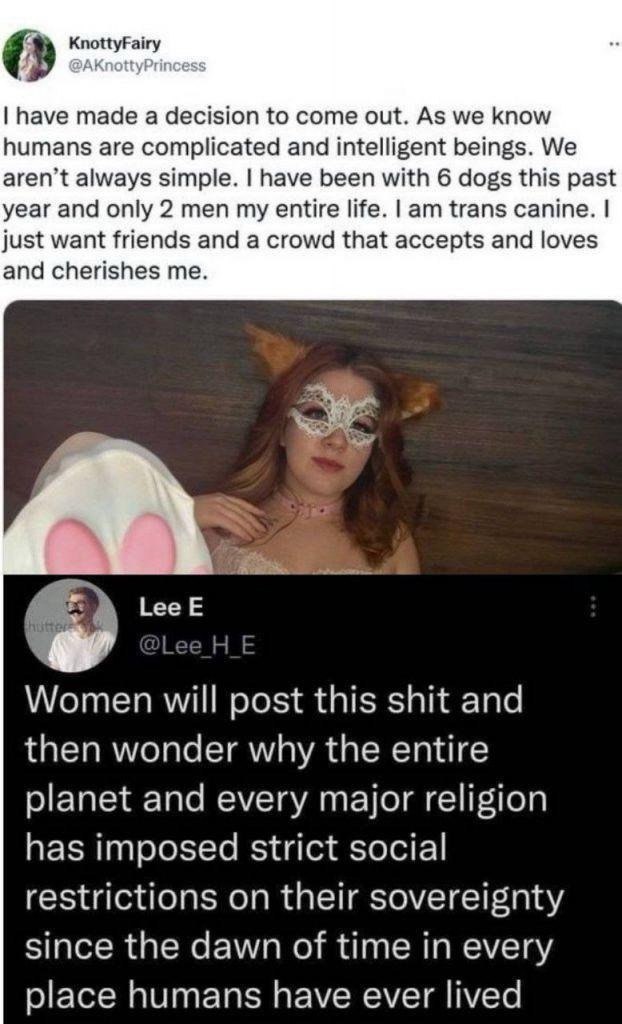 KnottyFairy
@AKnottyPrincess
I have made a decision to come out. As we know
humans are complicated and intelligent beings. We
aren't always simple. I have been with 6 dogs this past
year and only 2 men my entire life. I am trans canine. I
just want friends and a crowd that accepts and loves
and cherishes me.
Lee E
@Lee_H_E
Women will post this shit and
then wonder why the entire
planet and every major religion
has imposed strict social
restrictions on their sovereignty
since the dawn of time in every
place humans have ever lived